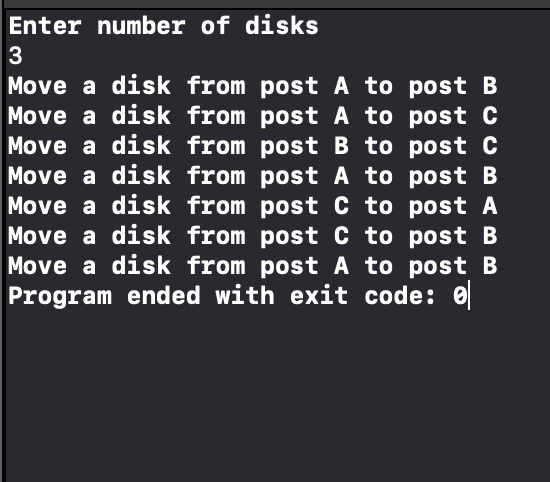 Enter number of disks
3
Move a disk from post A to post B
Move a disk from post A to post C
Move a disk from post B to post C
Move a disk from post A to post B
Move a disk from post C to post A
Move a disk from post C to post B
Move a disk from post A to post B
Program ended with exit code: 0